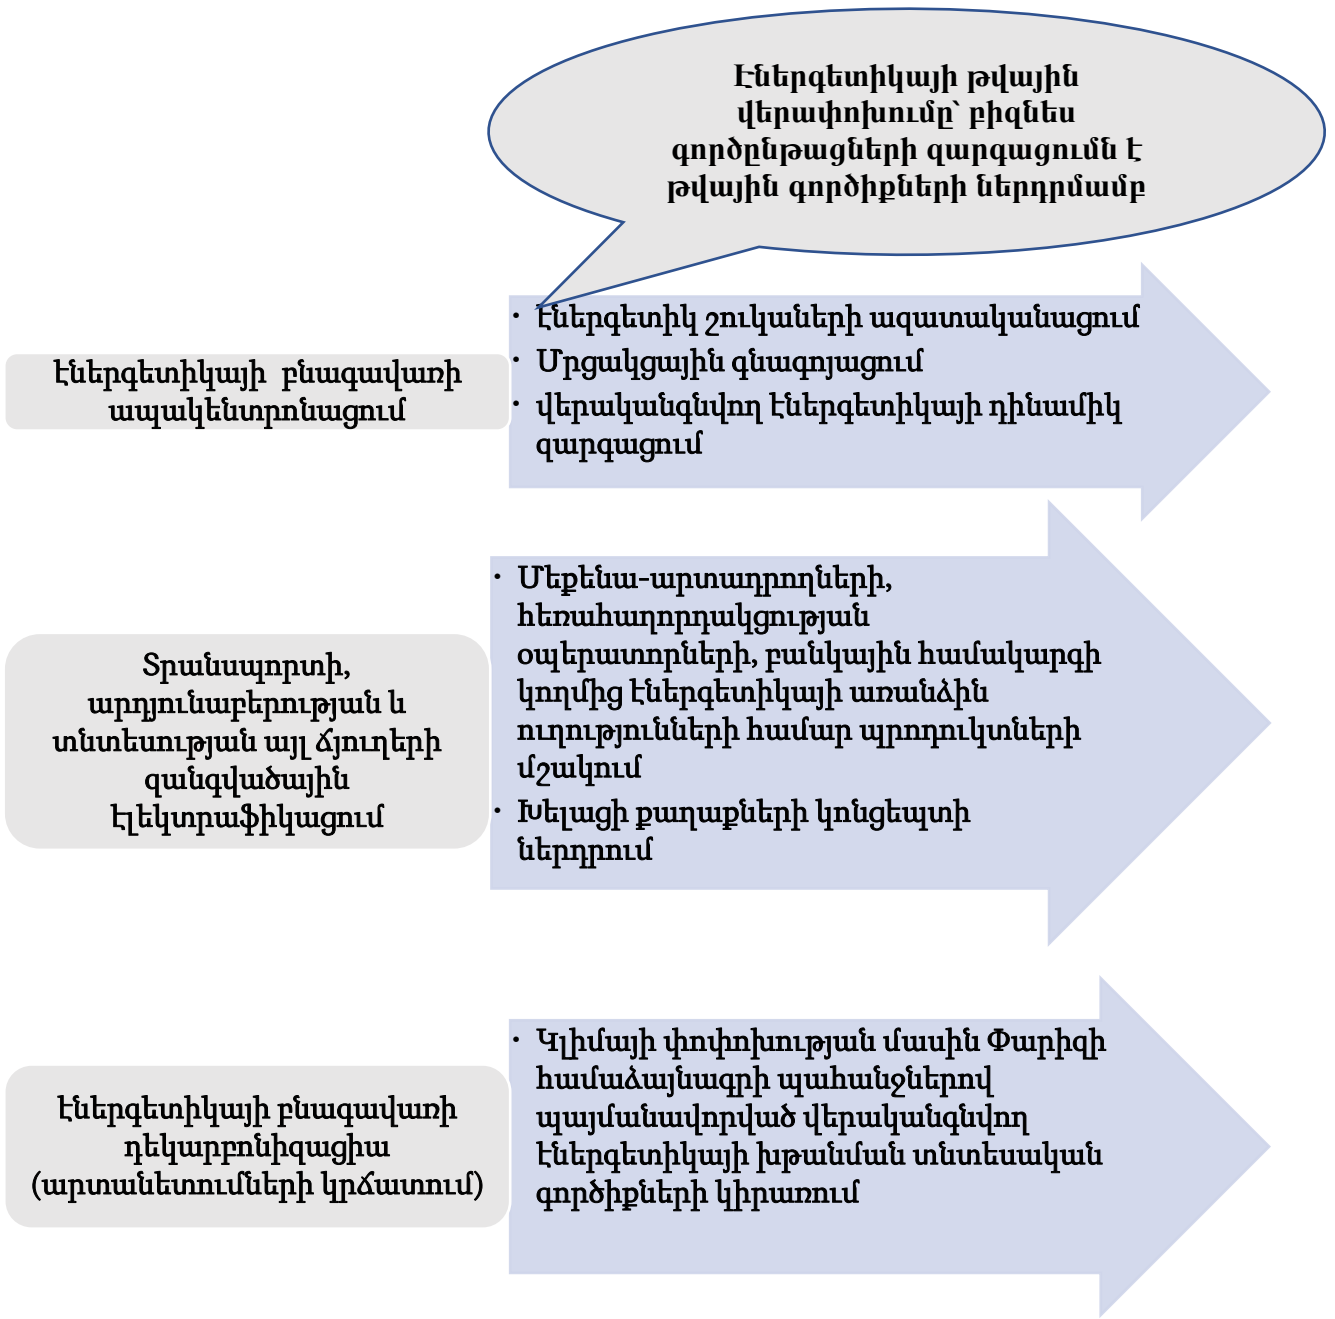 Էներգետիկայի թվային
վերափոխումը՝ բիզնես
գործընթացների զարգացումն է
թվային գործիքների ներդրմամբ
• Էներգետիկ շուկաների ազատականացում
• Մրցակցային գնագոյացում
• վերականգնվող էներգետիկայի դինամիկ
զարգացում
Էներգետիկայի բնագավառի
ապակենտրոնացում
• Մեքենա-արտադրողների,
հեռահաղորդակցության
օպերատորների, բանկային համակարգի
կողմից էներգետիկայի առանձին
ուղությունների համար պրոդուկտների
մշակում
• Խելացի քաղաքների կոնցեպտի
ներդրում
Տրանսպորտի,
արդյունաբերության և
տնտեսության այլ ճյուղերի
զանգվածային
էլեկտրաֆիկացում
• Կլիմայի փոփոխության մասին Փարիզի
համաձայնագրի պահանջներով
պայմանավորված վերականգնվող
էներգետիկայի խթանման տնտեսական
գործիքների կիրառում
Էներգետիկայի բնագավառի
դեկարբոնիզացիա
(արտանետումների կրճատում)